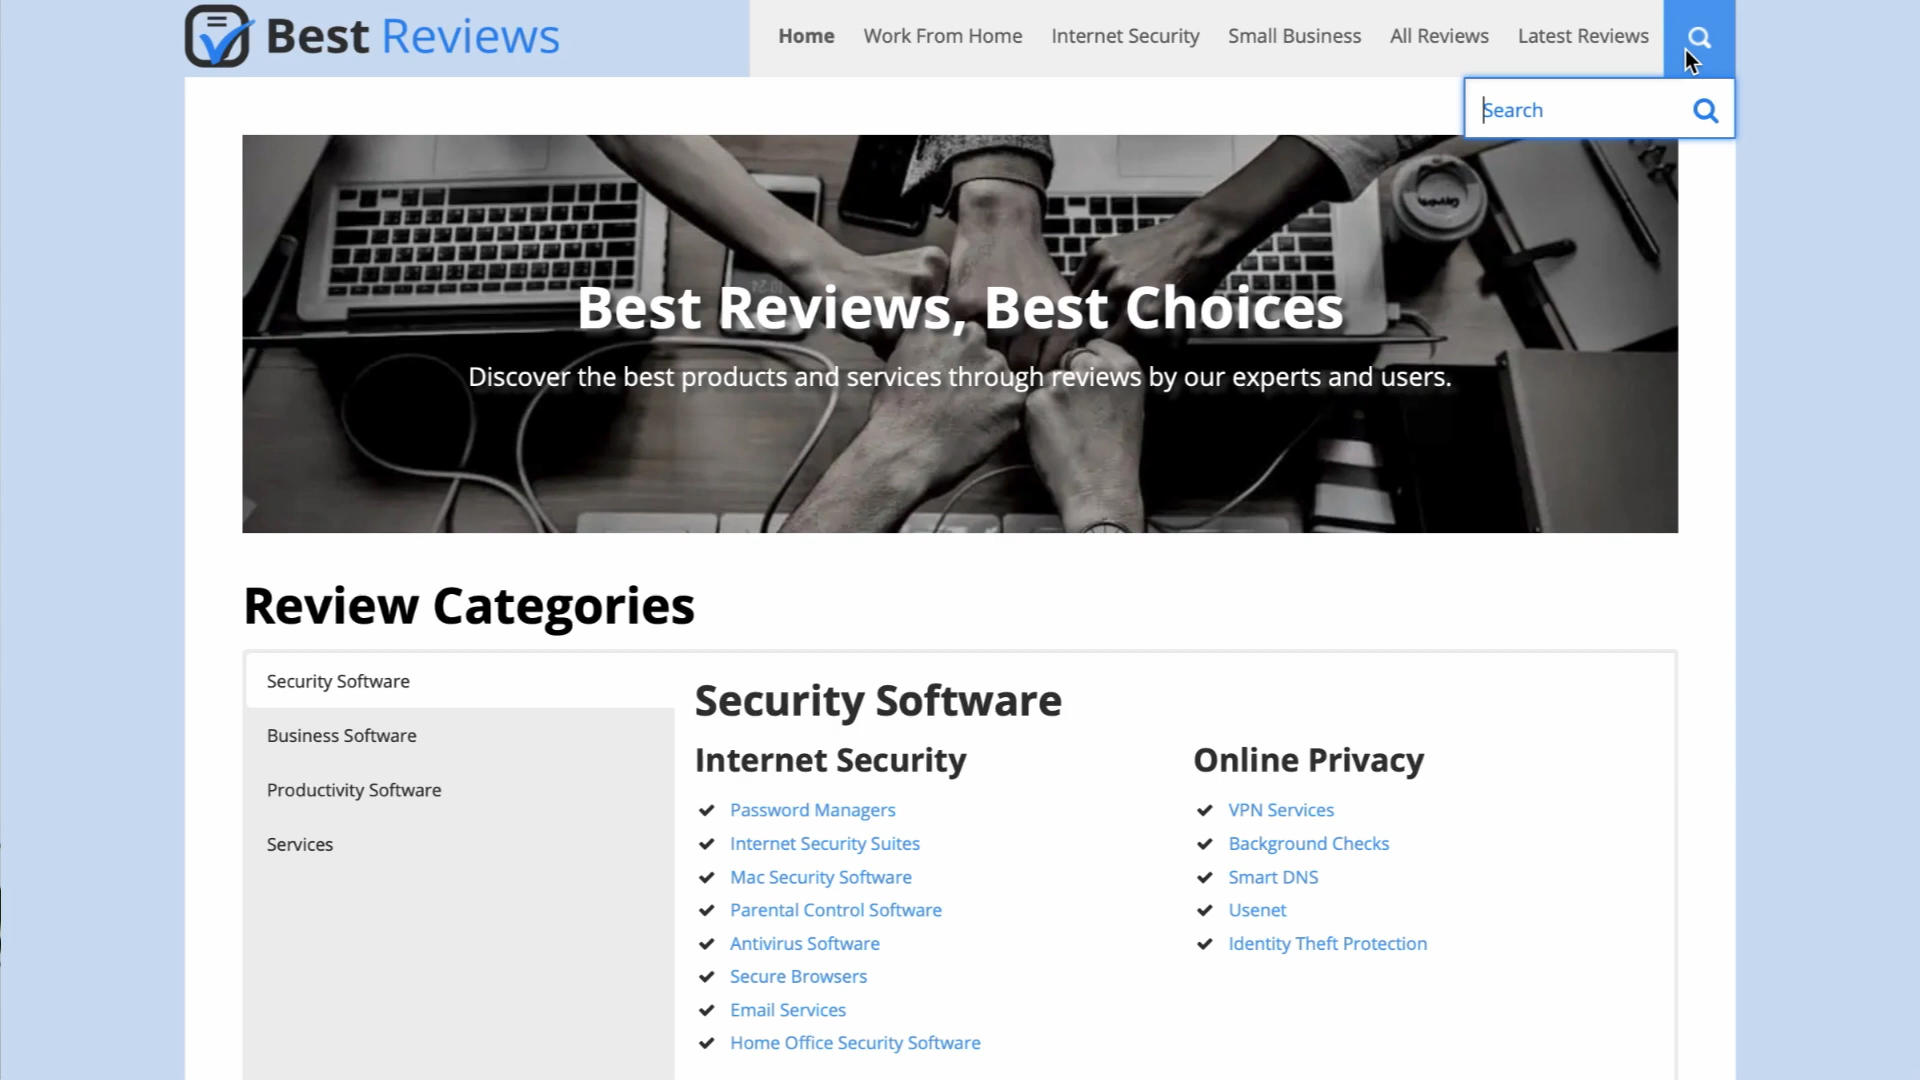 Best Reviews
Home Work From Home Internet Security Small Business All Reviews Latest Reviews
Search
Best Reviews, Best Choices
Discover the best products and services through reviews by our experts and users.
Review Categories
Security Software
Business Software
Productivity Software
Services
Security Software
Internet Security
Password Managers
Internet Security Suites
Mac Security Software
Parental Control Software
Antivirus Software
Secure Browsers
Email Services
Home Office Security Software
Online Privacy
VPN Services
Background Checks
Smart DNS
Usenet
Identity Theft Protection